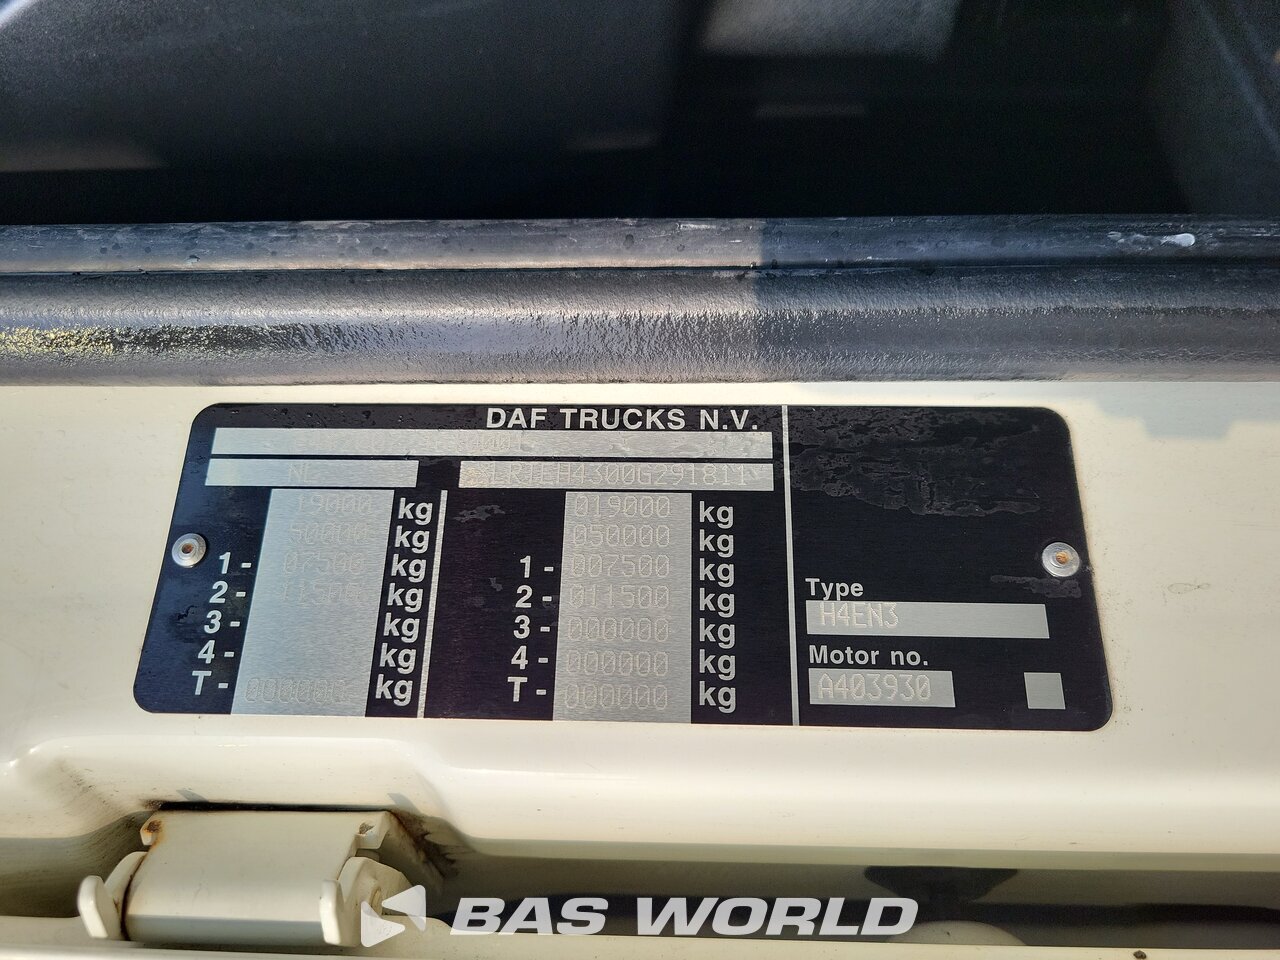 DAF TRUCKS N.V.
NL
019000 kg
050000 kg
1- 07500 kg
2- 11500 kg
3- kg
4- kg
T- 000000 kg
19000 kg
50000 kg
1- 007500 kg
2- 011500 kg
3- 000000 kg
4- 000000 kg
T- 000000 kg
Type
H4EN3
Motor no.
A403930
BAS WORLD